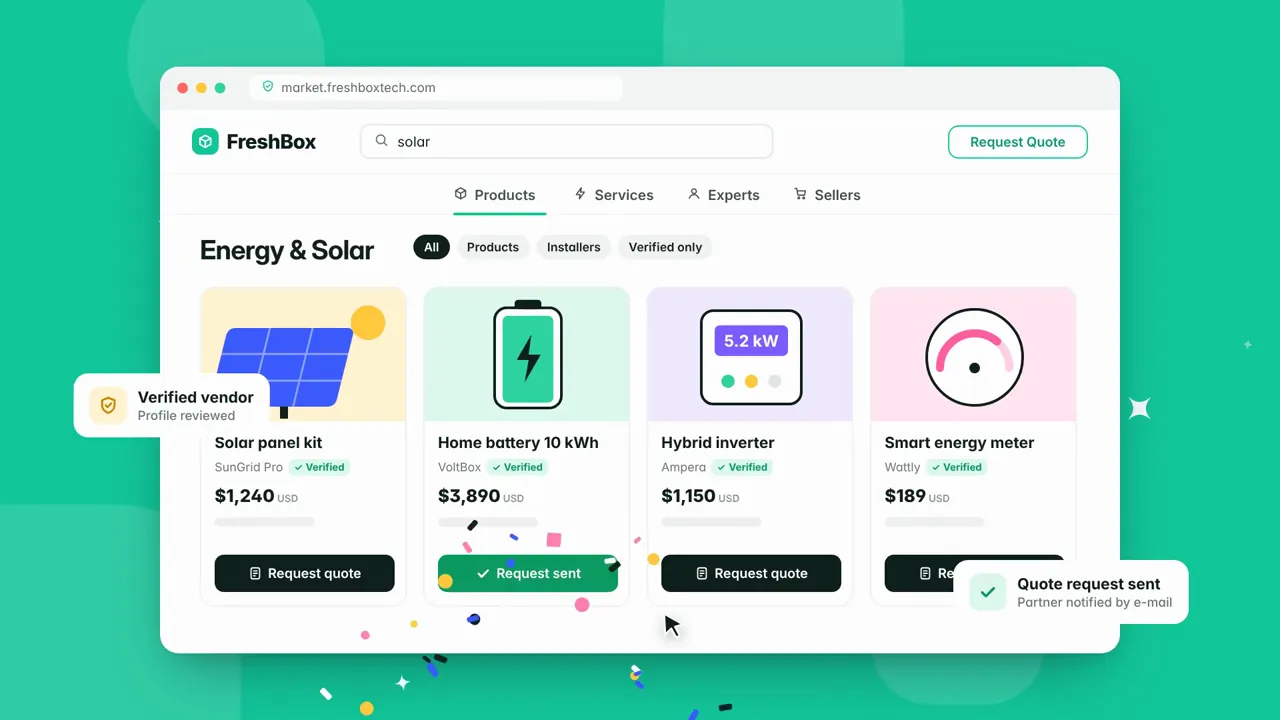 market.freshboxtech.com
FreshBox
solar
Request Quote
Products
Services
Experts
Sellers
Energy & Solar
All
Products
Installers
Verified only
5.2 kW
Verified vendor
Profile reviewed
Solar panel kit
SunGrid Pro
Verified
$1,240 USD
Request quote
Home battery 10 kWh
VoltBox
Verified
$3,890 USD
Request sent
Hybrid inverter
Ampera
Verified
$1,150 USD
Request quote
Smart energy meter
Wattly
Verified
$189 USD
Re
Quote request sent
Partner notified by e-mail